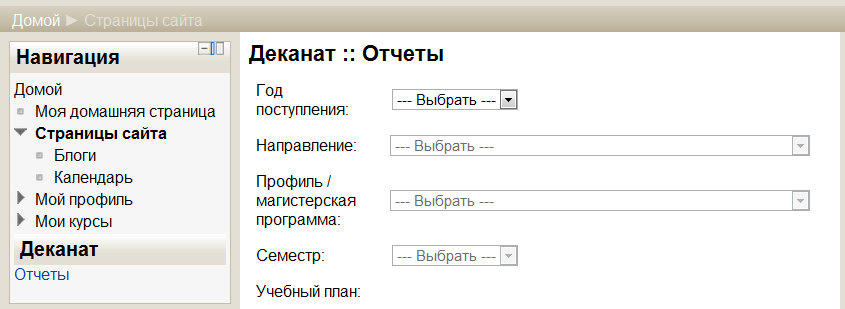 Домой ► Страницы сайта
Навигация
Домой
Моя домашняя страница
Страницы сайта
Блоги
Календарь
Мой профиль
Мои курсы
Деканат
Отчеты
Деканат :: Отчеты
Год
поступления:
--- Выбрать ---
Направление:
--- Выбрать ---
Профиль /
магистерская
программа:
--- Выбрать ---
Семестр:
--- Выбрать ---
Учебный план: